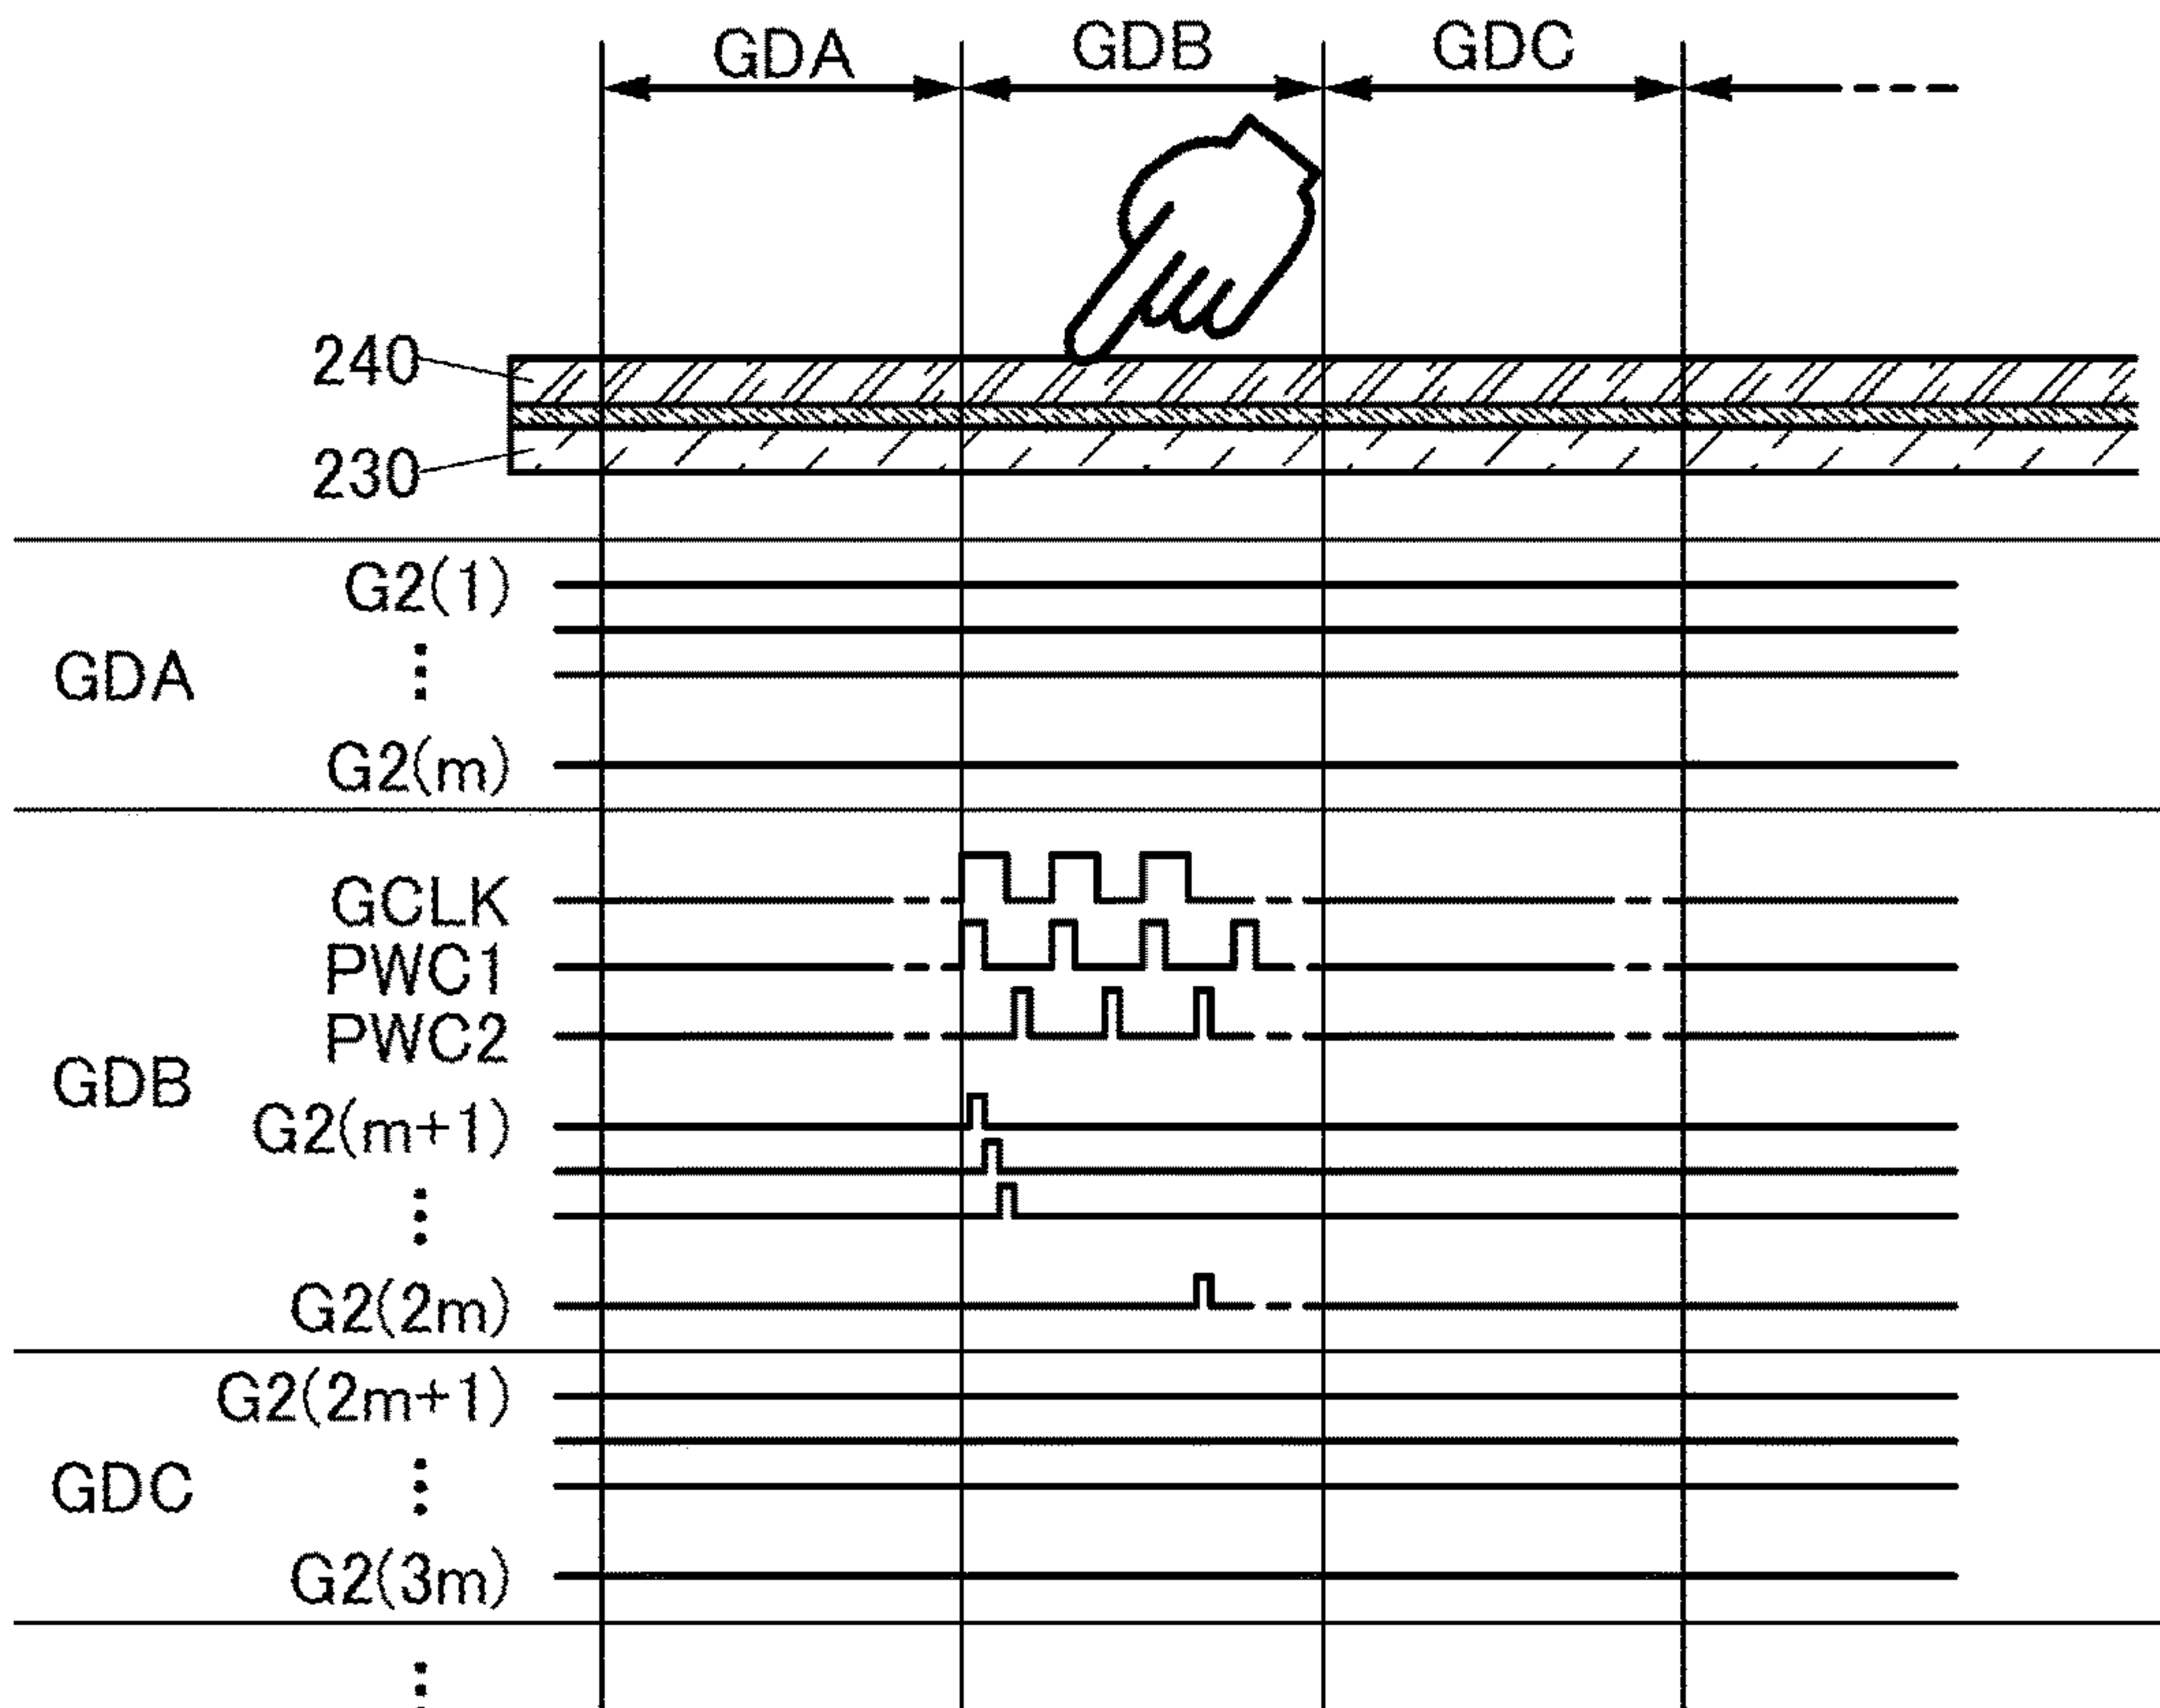 GDA GDB GDC
240
230
G2(1)
GDA
G2(m)
GCLK
PWC1
PWC2
GDB
G2(m+1)
G2(2m)
G2(2m+1)
GDC
G2(3m)